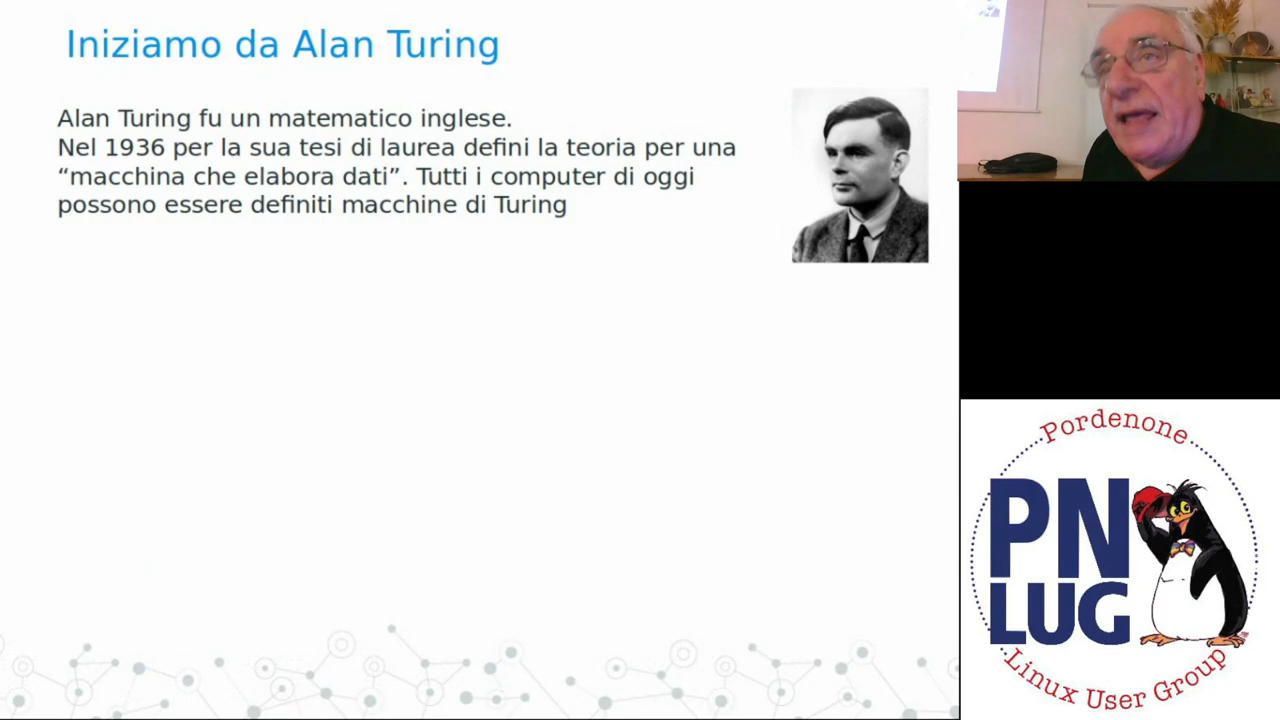 Iniziamo da Alan Turing
Alan Turing fu un matematico inglese.
Nel 1936 per la sua tesi di laurea defini la teoria per una
“macchina che elabora dati”. Tutti i computer di oggi
possono essere definiti macchine di Turing
Pordenone
PN
LUG
Linux User Group